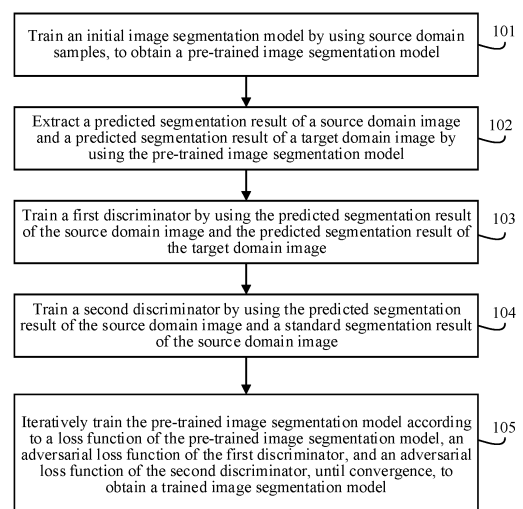 Train an initial image segmentation model by using source domain
samples, to obtain a pre-trained image segmentation model
101
Extract a predicted segmentation result of a source domain image
and a predicted segmentation result of a target domain image by
using the pre-trained image segmentation model
102
Train a first discriminator by using the predicted segmentation result
of the source domain image and the predicted segmentation result of
the target domain image
103
Train a second discriminator by using the predicted segmentation
result of the source domain image and a standard segmentation result
of the source domain image
104
Iteratively train the pre-trained image segmentation model according
to a loss function of the pre-trained image segmentation model, an
adversarial loss function of the first discriminator, and an adversarial
loss function of the second discriminator, until convergence, to
obtain a trained image segmentation model
105